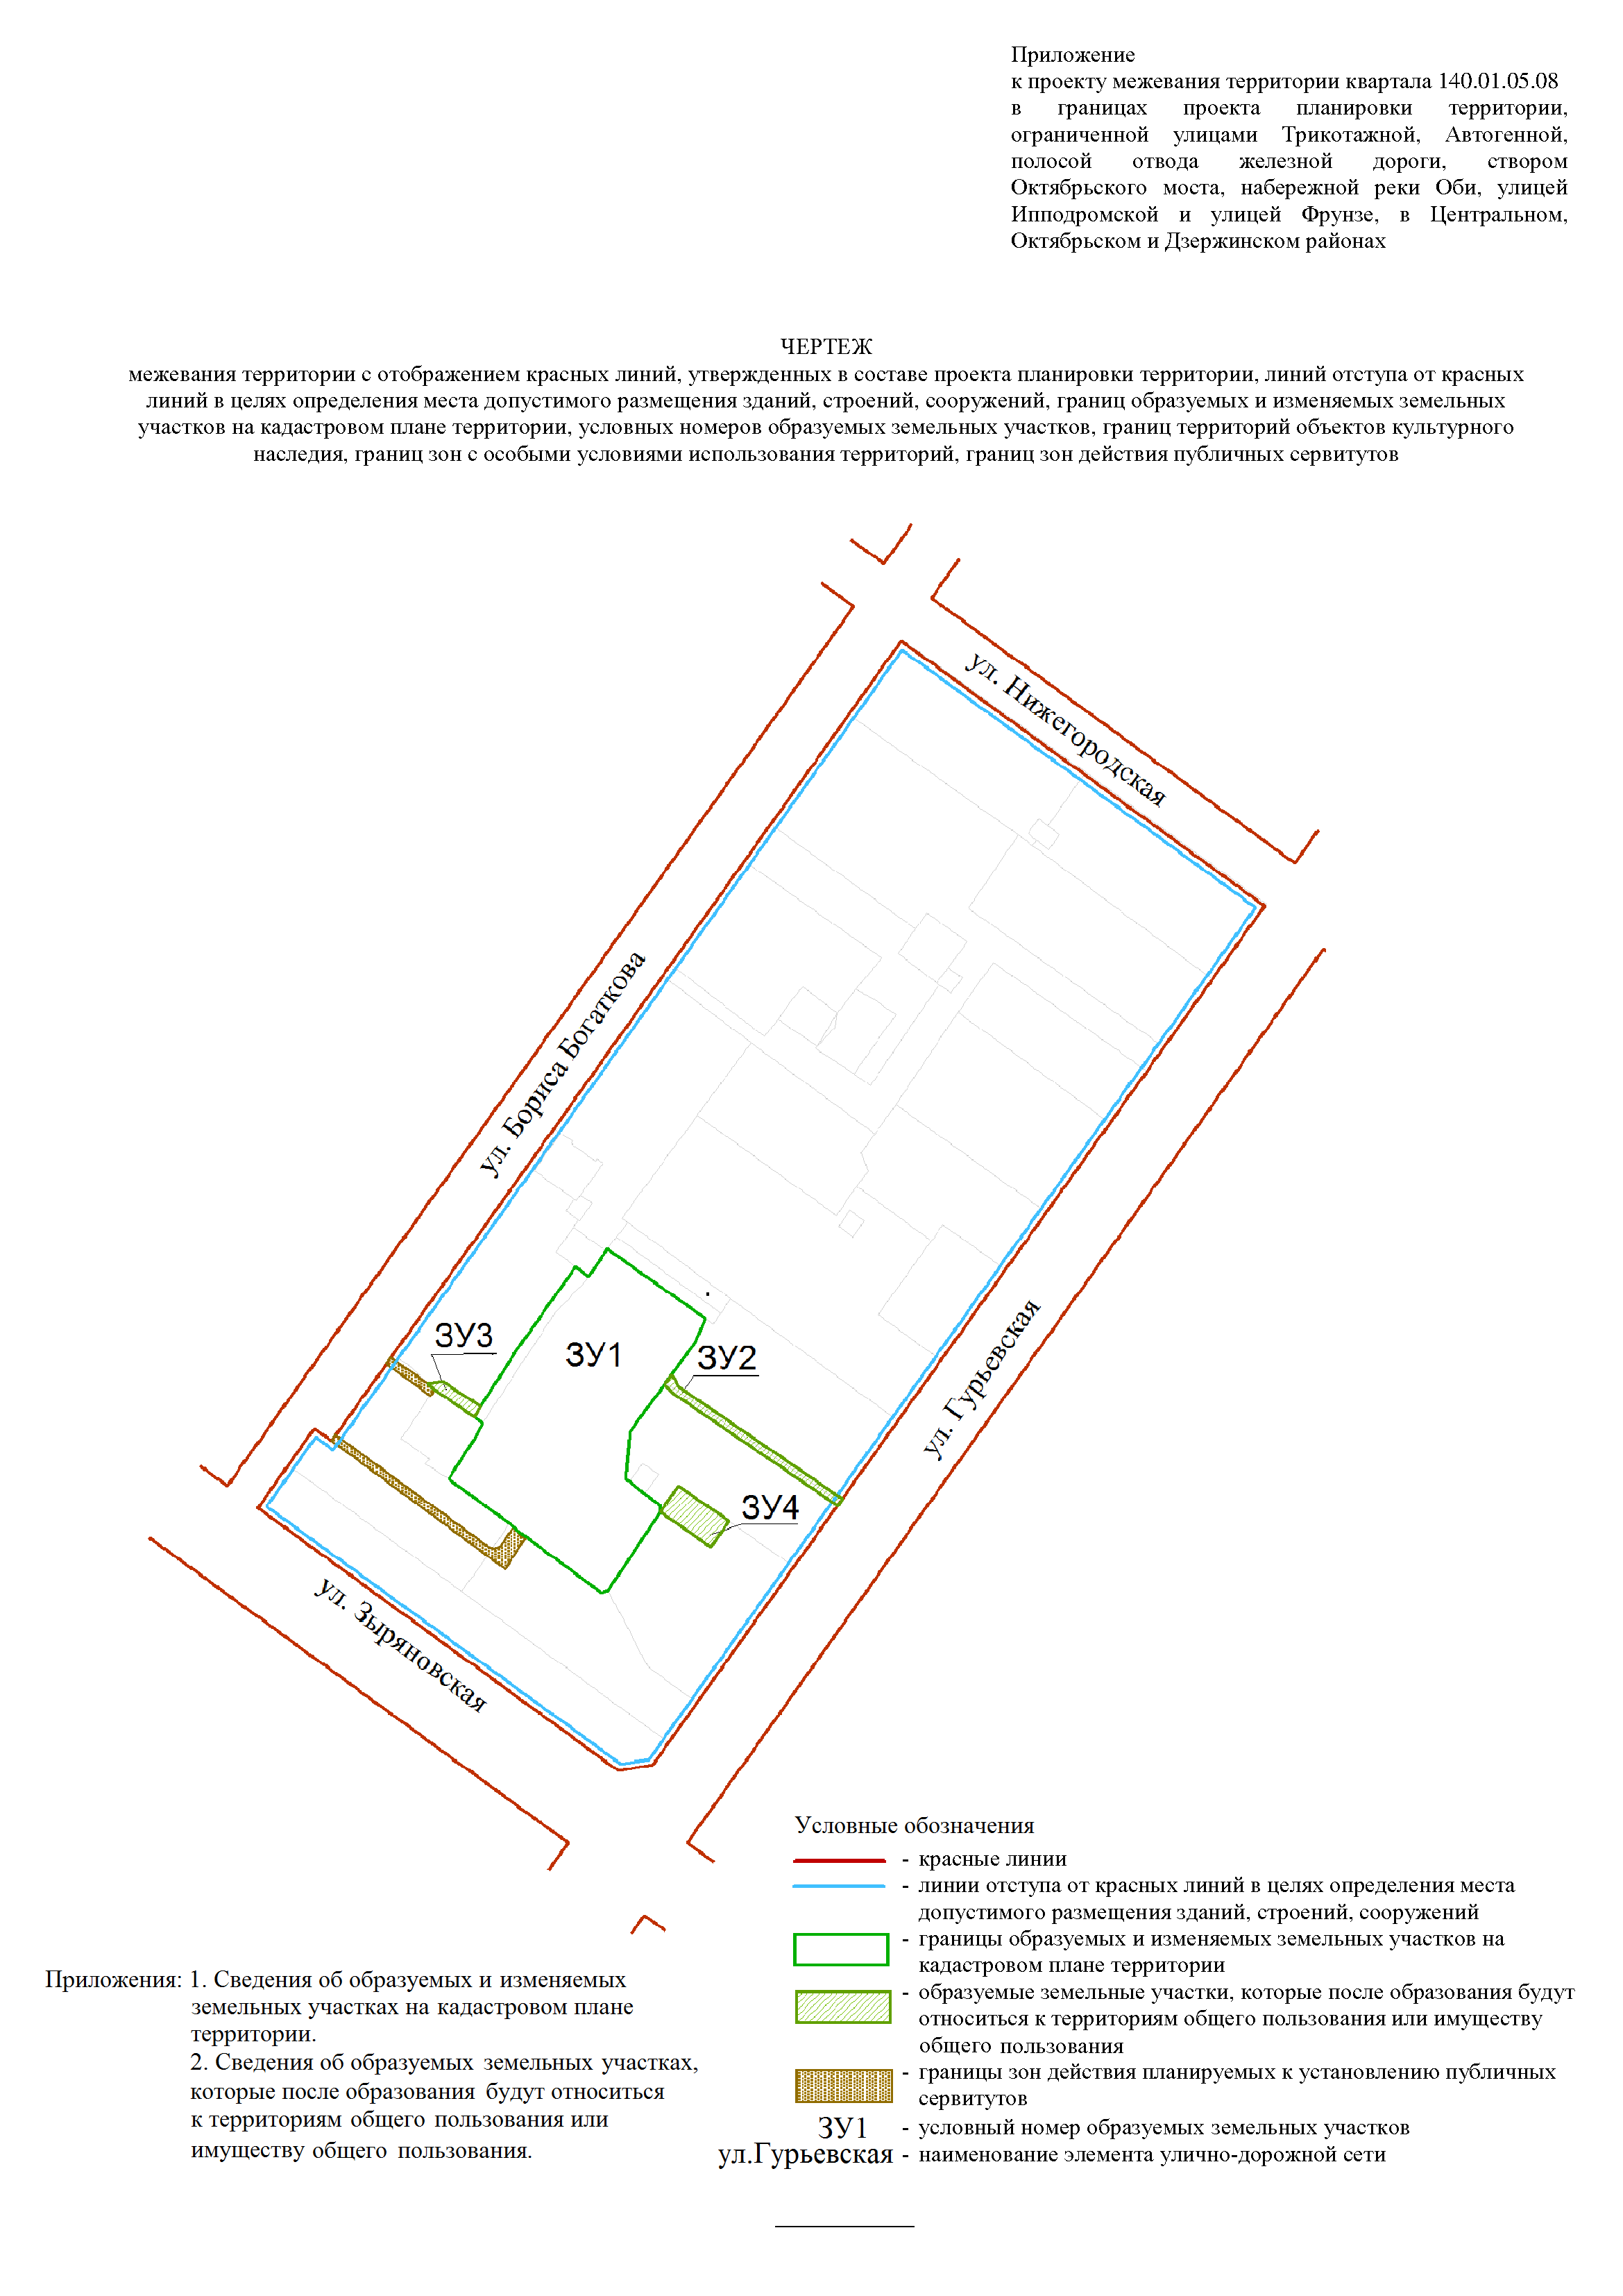 Приложение
к проекту межевания территории квартала 140.01.05.08
в границах проекта планировки территории,
ограниченной улицами Трикотажной, Автогенной,
полосой отвода железной дороги, створом
Октябрьского моста, набережной реки Оби, улицей
Ипподромской и улицей Фрунзе, в Центральном,
Октябрьском и Дзержинском районах
ЧЕРТЕЖ
межевания территории с отображением красных линий, утвержденных в составе проекта планировки территории, линий отступа от красных
линий в целях определения места допустимого размещения зданий, строений, сооружений, границ образуемых и изменяемых земельных
участков на кадастровом плане территории, условных номеров образуемых земельных участков, границ территорий объектов культурного
наследия, границ зон с особыми условиями использования территорий, границ зон действия публичных сервитутов
ул. Нижегородская
ул. Бориса Богаткова
ул. Гурьевская
ЗУ3
ЗУ1
ЗУ2
ЗУ4
ул. Зыряновская
Условные обозначения
- красные линии
- линии отступа от красных линий в целях определения места
допустимого размещения зданий, строений, сооружений
- границы образуемых и изменяемых земельных участков на
кадастровом плане территории
- образуемые земельные участки, которые после образования будут
относиться к территориям общего пользования или имуществу
общего пользования
- границы зон действия планируемых к установлению публичных
сервитутов
ЗУ1 - условный номер образуемых земельных участков
ул.Гурьевская - наименование элемента улично-дорожной сети
Приложения: 1. Сведения об образуемых и изменяемых
земельных участках на кадастровом плане
территории.
2. Сведения об образуемых земельных участках,
которые после образования будут относиться
к территориям общего пользования или
имуществу общего пользования.